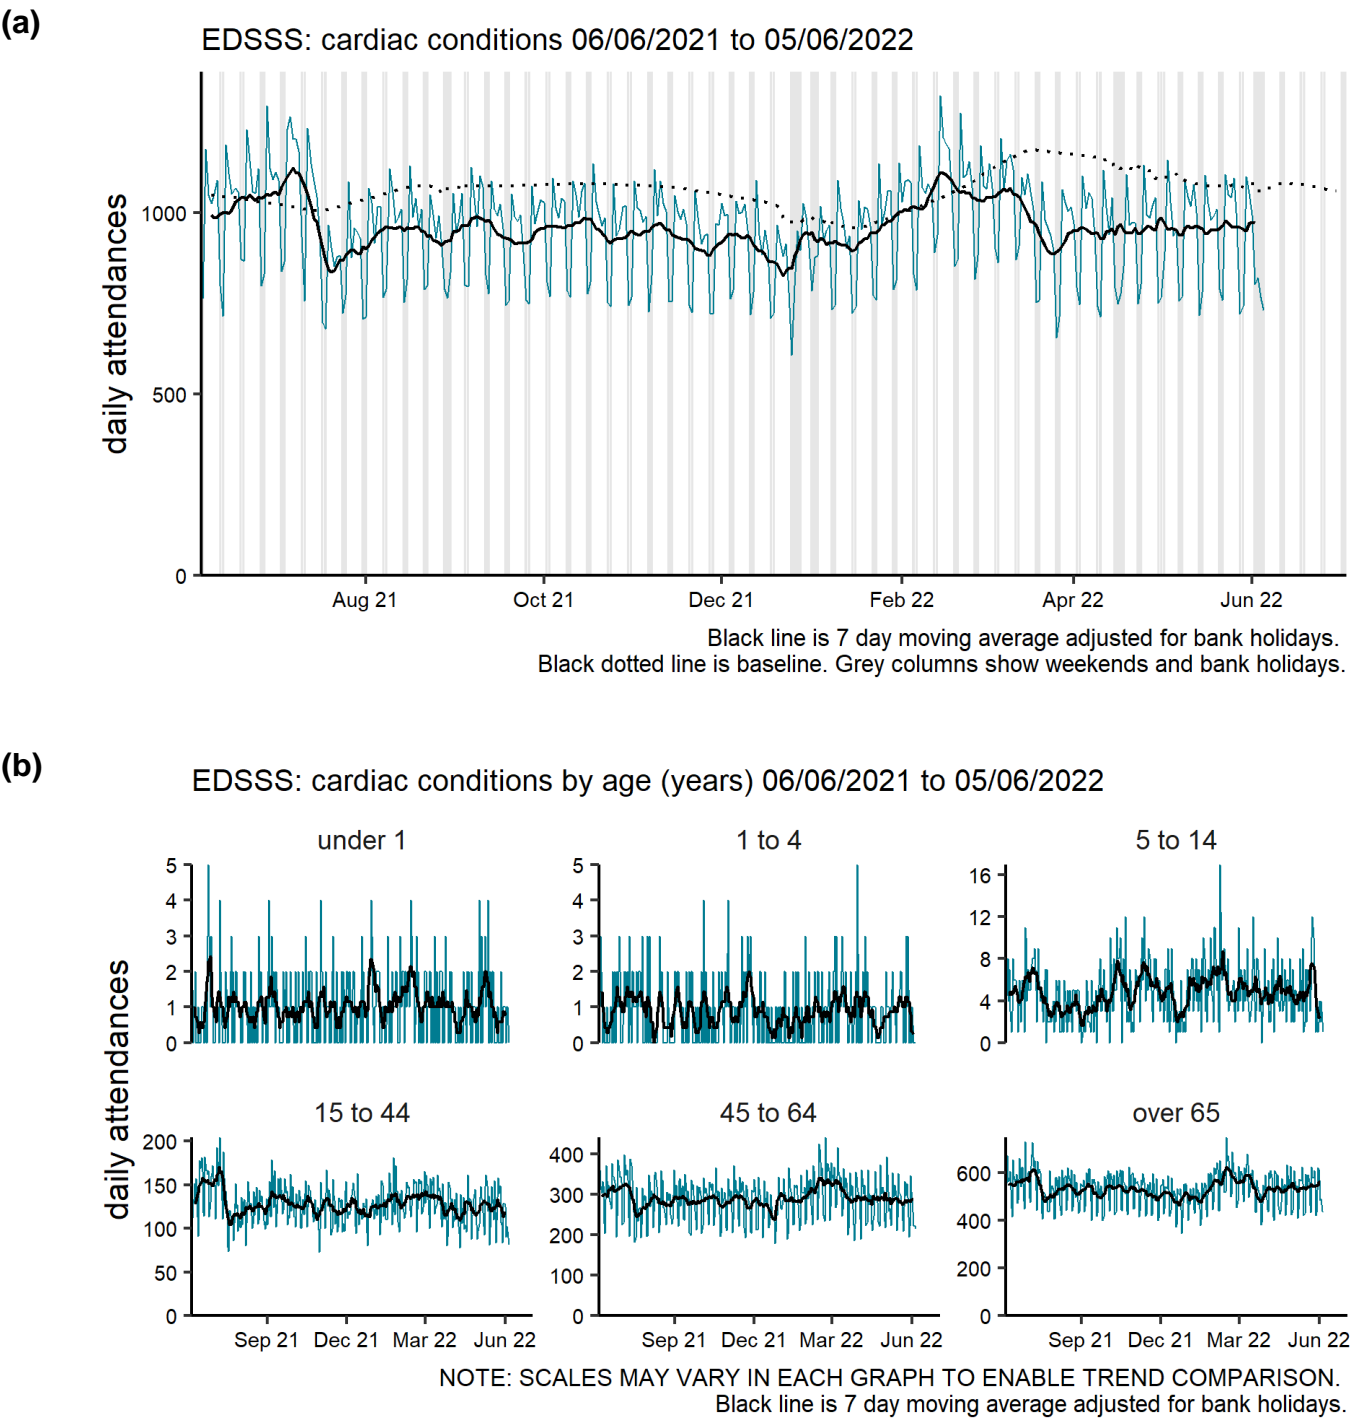 (a)
EDSSS: cardiac conditions 06/06/2021 to 05/06/2022
daily attendances
1000
500
0
Aug 21 Oct 21 Dec 21 Feb 22 Apr 22 Jun 22
Black line is 7 day moving average adjusted for bank holidays.
Black dotted line is baseline. Grey columns show weekends and bank holidays.
(b)
EDSSS: cardiac conditions by age (years) 06/06/2021 to 05/06/2022
daily attendances
under 1
5
4
3
2
1
0
1 to 4
5
4
3
2
1
0
5 to 14
16
12
8
4
0
15 to 44
200
150
100
50
0
Sep 21 Dec 21 Mar 22 Jun 22
45 to 64
400
300
200
100
0
Sep 21 Dec 21 Mar 22 Jun 22
over 65
600
400
200
0
Sep 21 Dec 21 Mar 22 Jun 22
NOTE: SCALES MAY VARY IN EACH GRAPH TO ENABLE TREND COMPARISON.
Black line is 7 day moving average adjusted for bank holidays.